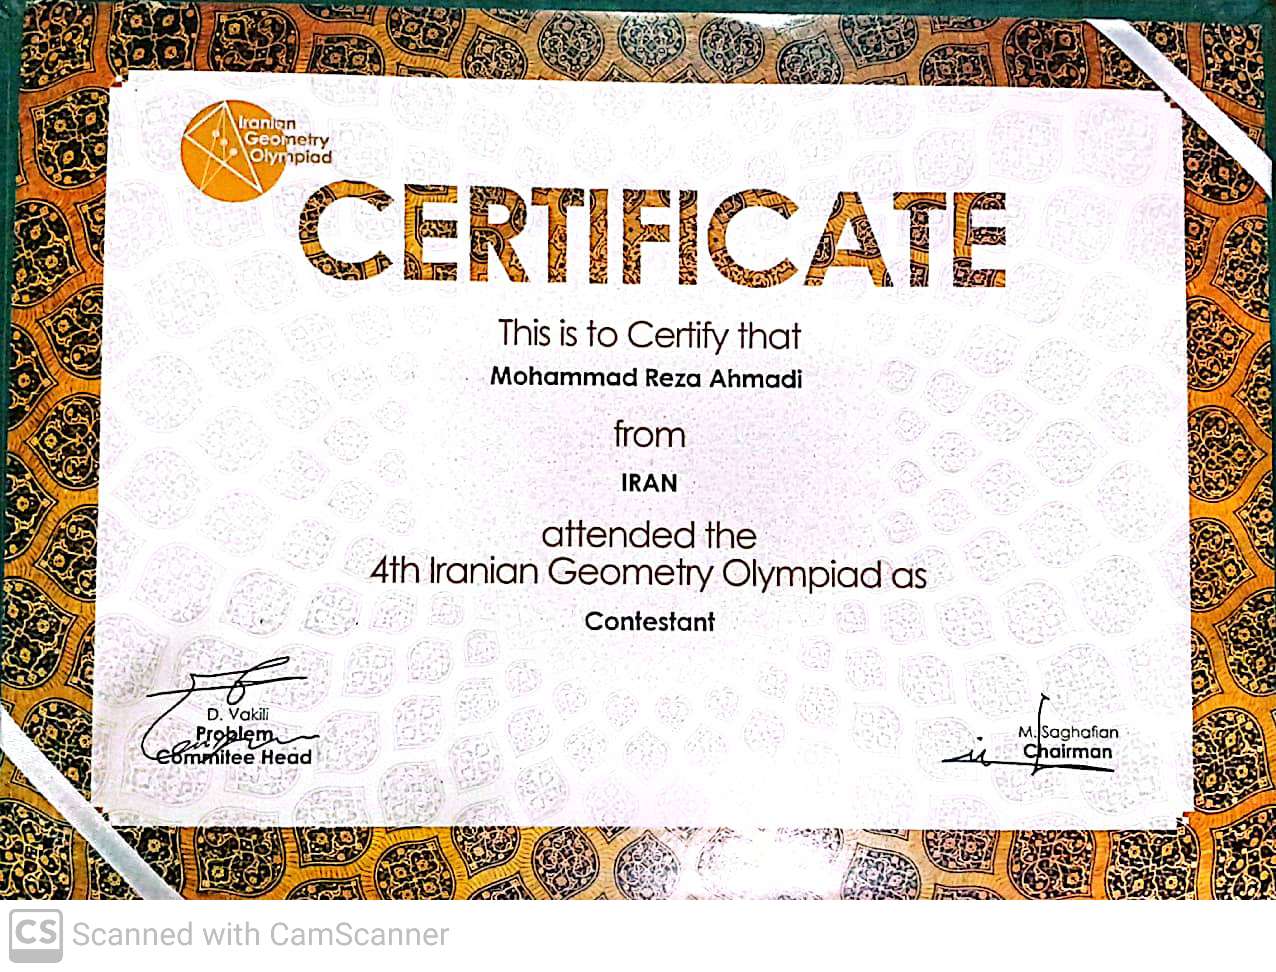 Iranian
Geometry
Olympiad
CERTIFICATE
This is to Certify that
Mohammad Reza Ahmadi
from
IRAN
attended the
4th Iranian Geometry Olympiad as
Contestant
D. Vakili
Problem
Commitee Head
M. Saghafian
Chairman
CS Scanned with CamScanner